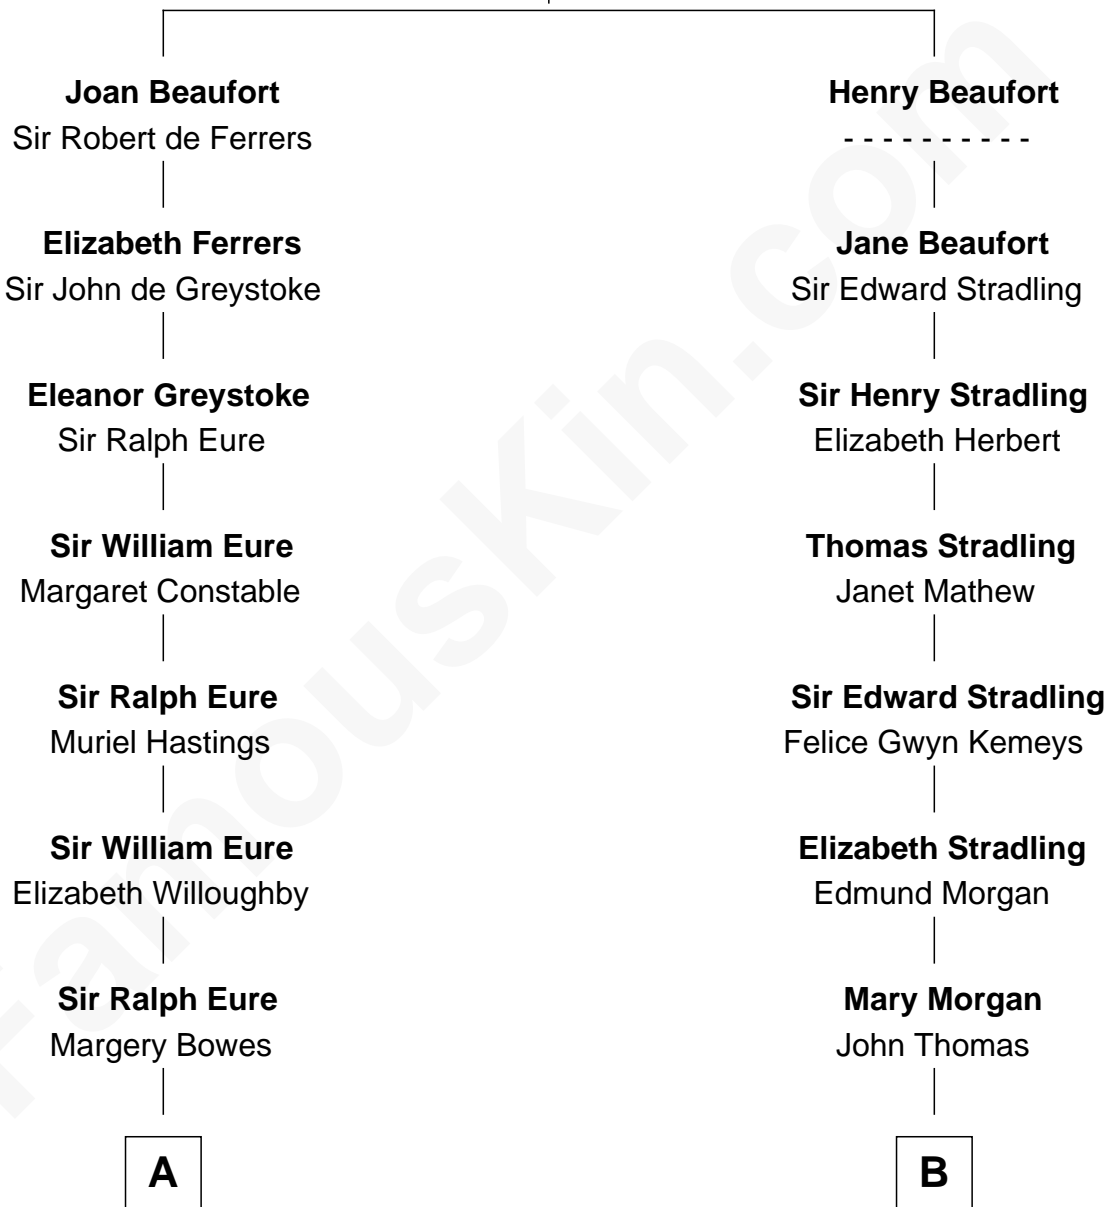 Joan Beaufort
Sir Robert de Ferrers
Elizabeth Ferrers
Sir John de Greystoke
Eleanor Greystoke
Sir Ralph Eure
Sir William Eure
Margaret Constable
Sir Ralph Eure
Muriel Hastings
Sir William Eure
Elizabeth Willoughby
Sir Ralph Eure
Margery Bowes
A
Henry Beaufort
- - - - - - - - - -
Jane Beaufort
Sir Edward Stradling
Sir Henry Stradling
Elizabeth Herbert
Thomas Stradling
Janet Mathew
Sir Edward Stradling
Felice Gwyn Kemeys
Elizabeth Stradling
Edmund Morgan
Mary Morgan
John Thomas
B
FamousKin.com